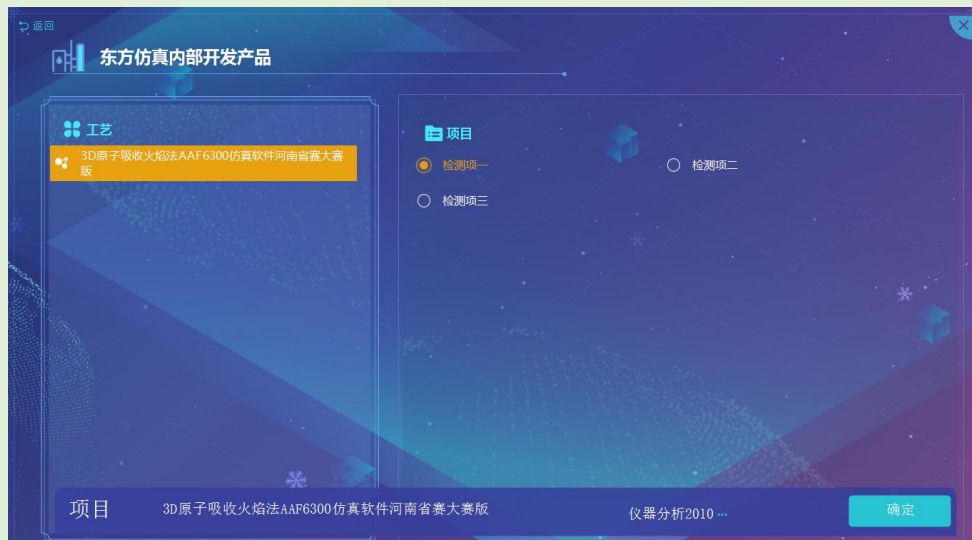 返回
东方仿真内部开发产品
工艺
3D原子吸收火焰法AAF6300仿真软件河南省赛大赛
版
项目
检测项一
检测项二
检测项三
项目
3D原子吸收火焰法AAF6300仿真软件河南省赛大赛版
仪器分析2010 ...
确定